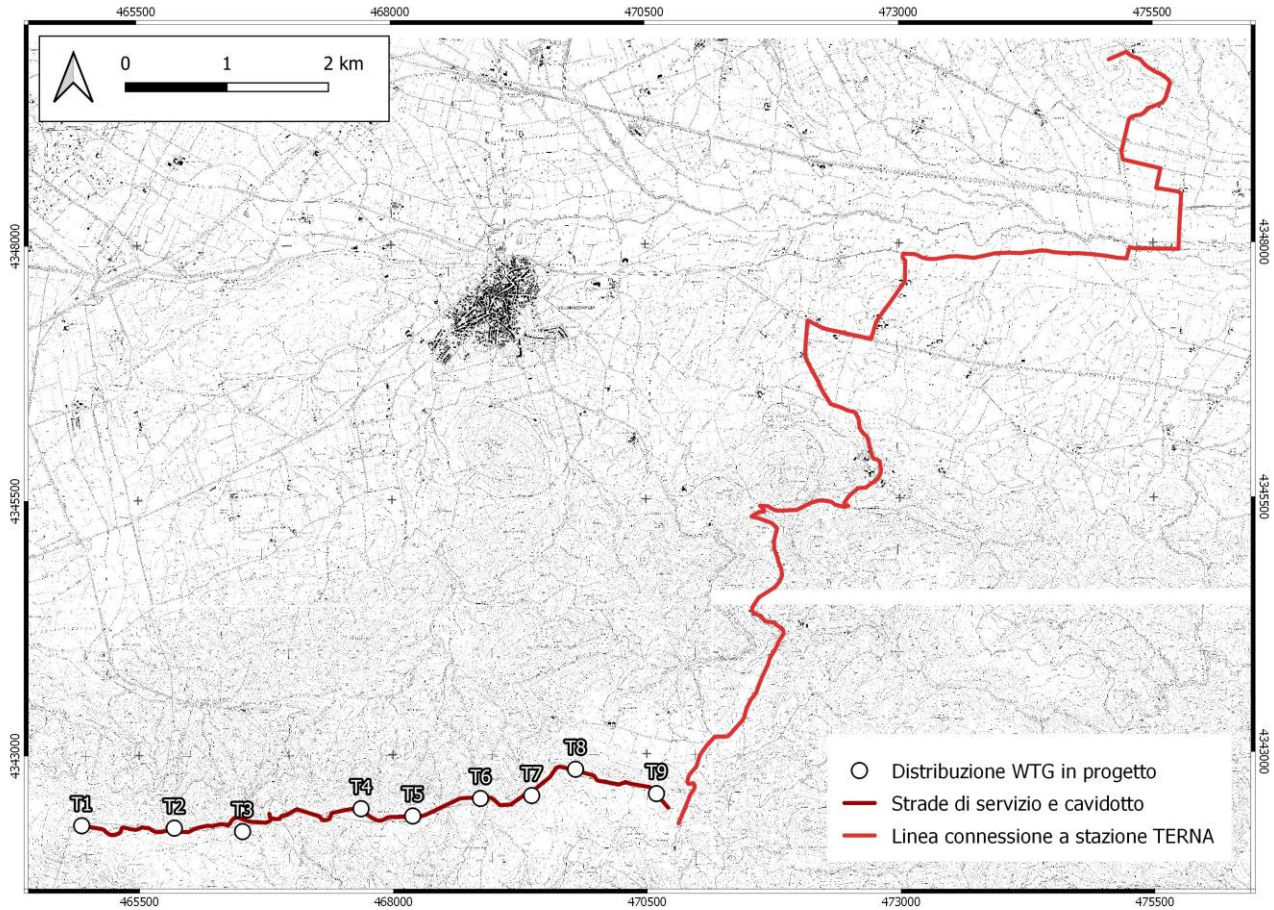 465500 468000 470500 473000 475500
0 1 2 km
4348000 4348000
VILLAMASSARGIA
4345500 4345500
4343000 4343000
T8
T9
T6 T7
T4
T5
T1
T2
T3
Distribuzione WTG in progetto
Strade di servizio e cavidotto
Linea connessione a stazione TERNA
465500 468000 470500 473000 475500